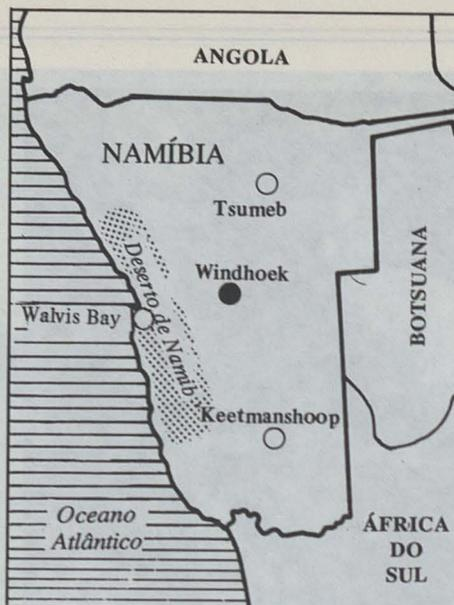 ANGOLA
NAMÍBIA
Tsumeb
Deserto de Namib
Windhoek
BOTSUANA
Walvis Bay
Keetmanshoop
Oceano
Atlântico
ÁFRICA
DO
SUL